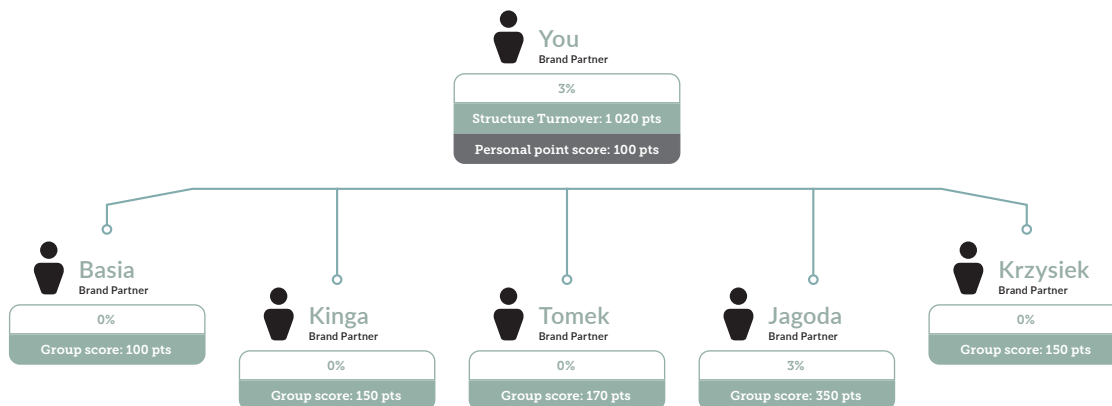 You
Brand Partner
3%
Structure Turnover: 1 020 pts
Personal point score: 100 pts
Basia
Brand Partner
0%
Group score: 100 pts
Kinga
Brand Partner
0%
Group score: 150 pts
Tomek
Brand Partner
0%
Group score: 170 pts
Jagoda
Brand Partner
3%
Group score: 350 pts
Krzysiek
Brand Partner
0%
Group score: 150 pts